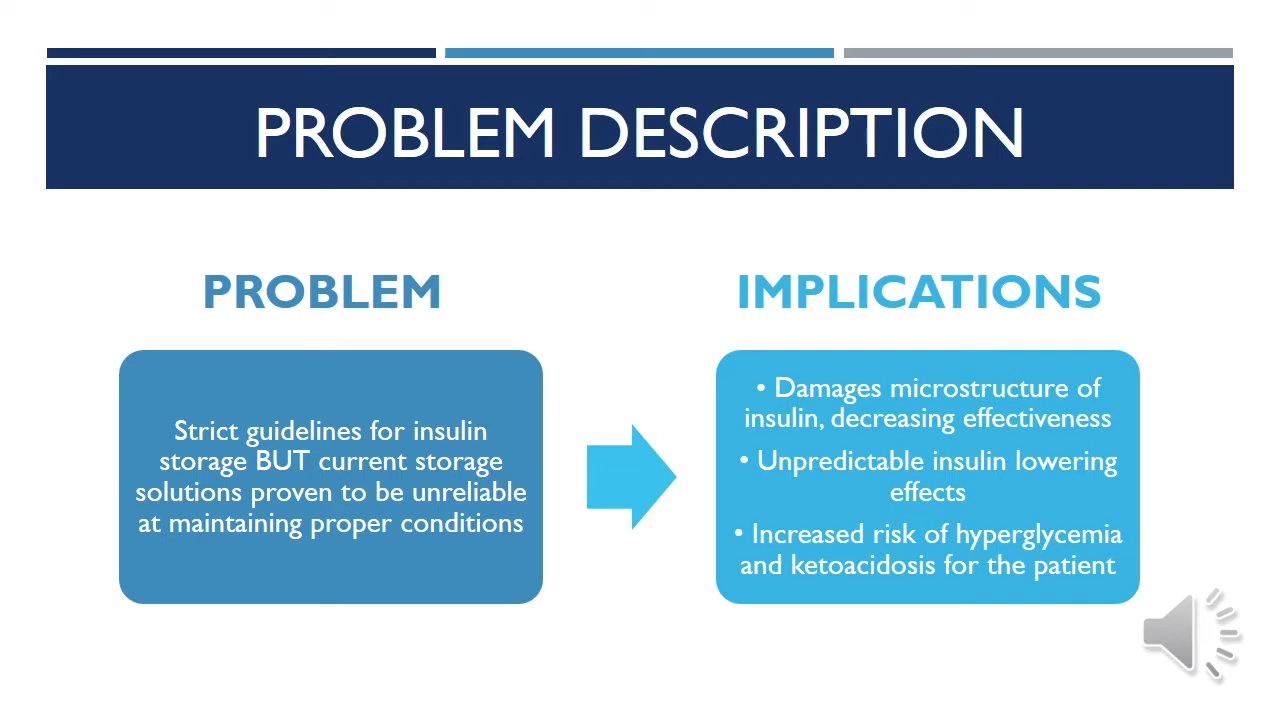 PROBLEM DESCRIPTION
PROBLEM
Strict guidelines for insulin
storage BUT current storage
solutions proven to be unreliable
at maintaining proper conditions
IMPLICATIONS
• Damages microstructure of
insulin, decreasing effectiveness
• Unpredictable insulin lowering
effects
• Increased risk of hyperglycemia
and ketoacidosis for the patient